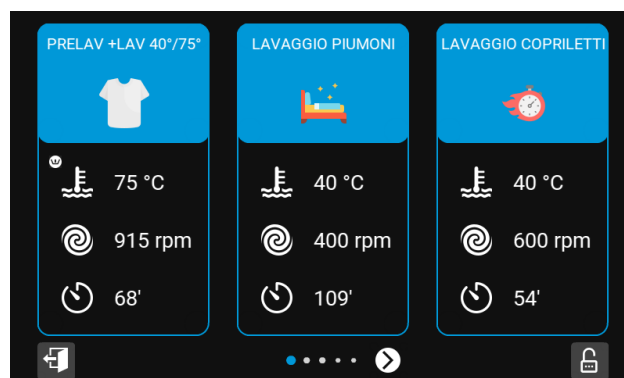 PRELAV +LAV 40°/75°
75 °C
915 rpm
68'
LAVAGGIO PIUMONI
40 °C
400 rpm
109'
LAVAGGIO COPRILETTI
40 °C
600 rpm
54'